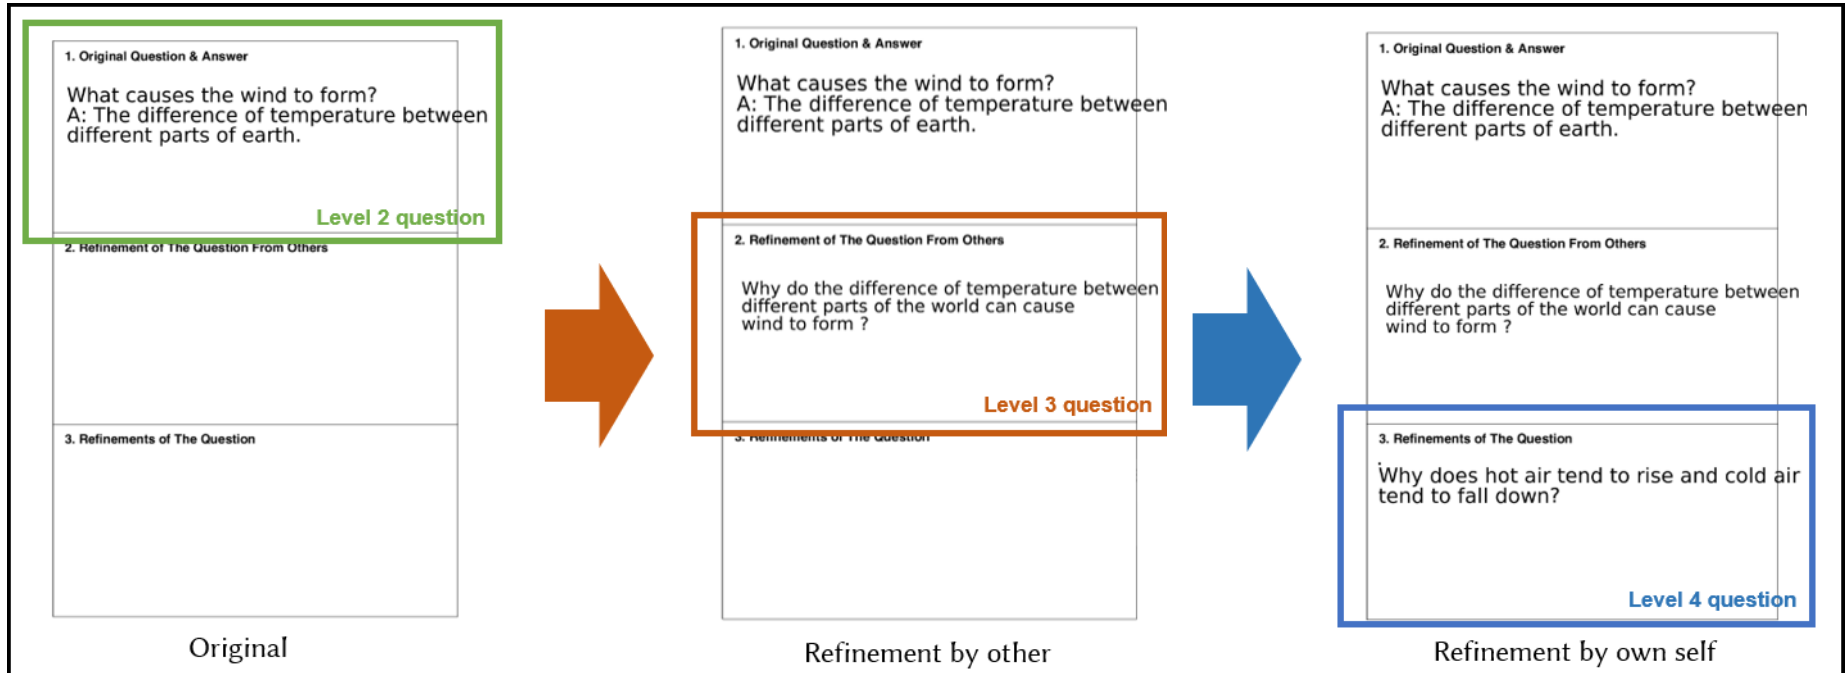 1. Original Question & Answer
What causes the wind to form?
A: The difference of temperature between
different parts of earth.
Level 2 question
2. Refinement of The Question From Others
3. Refinements of The Question
Original
1. Original Question & Answer
What causes the wind to form?
A: The difference of temperature between
different parts of earth.
2. Refinement of The Question From Others
Why do the difference of temperature between
different parts of the world can cause
wind to form ?
Level 3 question
3. Refinements of The Question
Refinement by other
1. Original Question & Answer
What causes the wind to form?
A: The difference of temperature between
different parts of earth.
2. Refinement of The Question From Others
Why do the difference of temperature between
different parts of the world can cause
wind to form ?
3. Refinements of The Question
Why does hot air tend to rise and cold air
tend to fall down?
Level 4 question
Refinement by own self